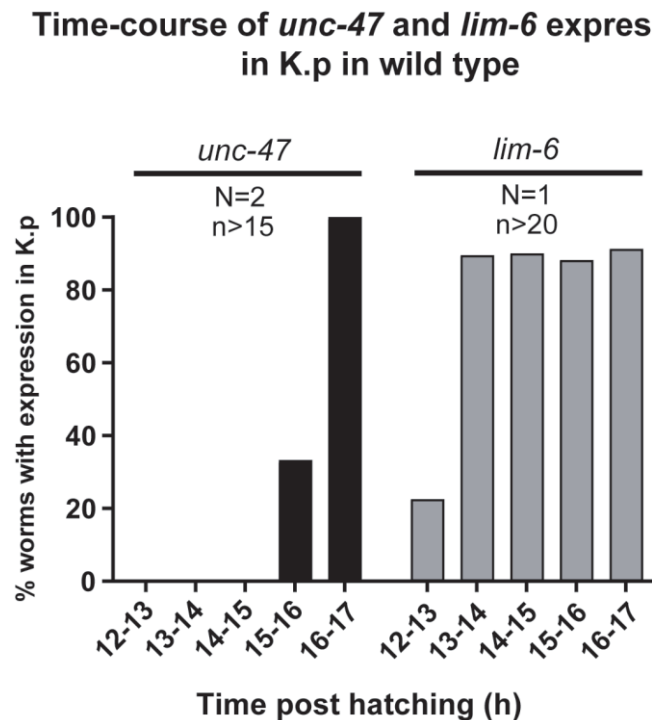 Time-course of unc-47 and lim-6 expres
in K.p in wild type
unc-47
lim-6
N=2
n>15
N=1
n>20
% worms with expression in K.p
100
80
60
40
20
0
12-13
13-14
14-15
15-16
16-17
12-13
13-14
14-15
15-16
16-17
Time post hatching (h)